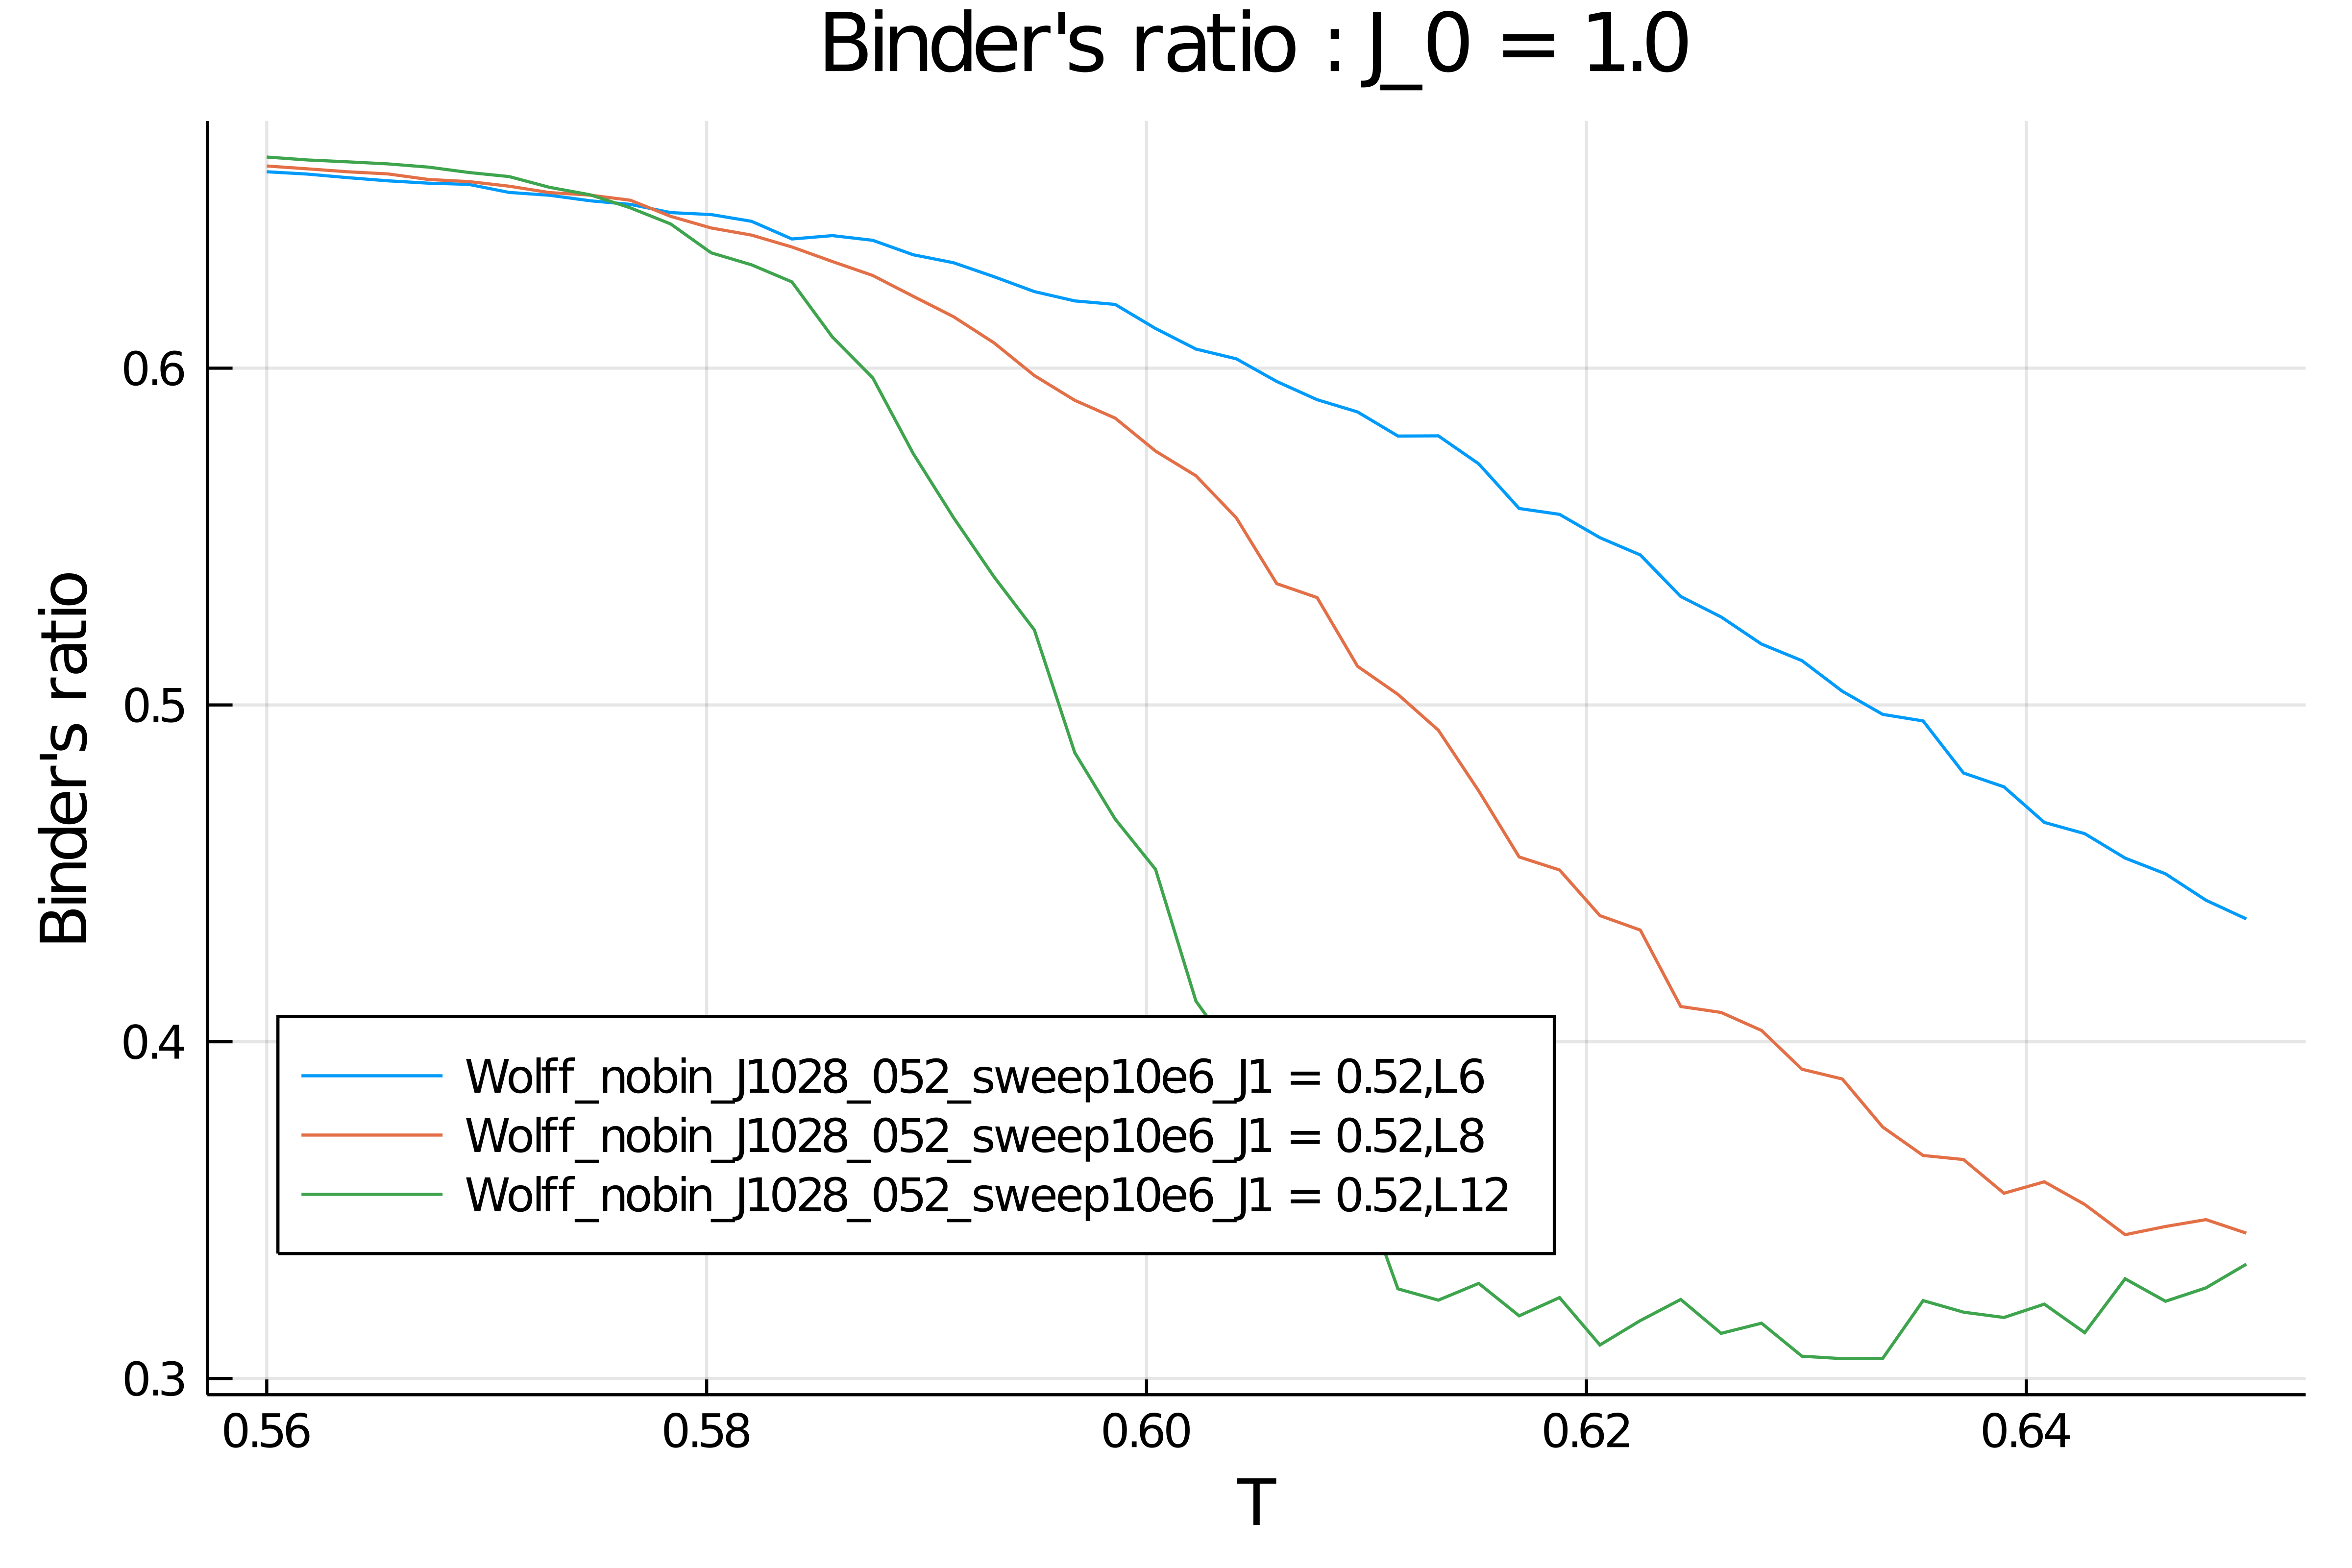 Binder's ratio : J_0 = 1.0
Binder's ratio
0.6
0.5
0.4
0.3
Wolff_nobin_J1028_052_sweep10e6_J1 = 0.52,L6
Wolff_nobin_J1028_052_sweep10e6_J1 = 0.52,L8
Wolff_nobin_J1028_052_sweep10e6_J1 = 0.52,L12
0.56 0.58 0.60 0.62 0.64
T